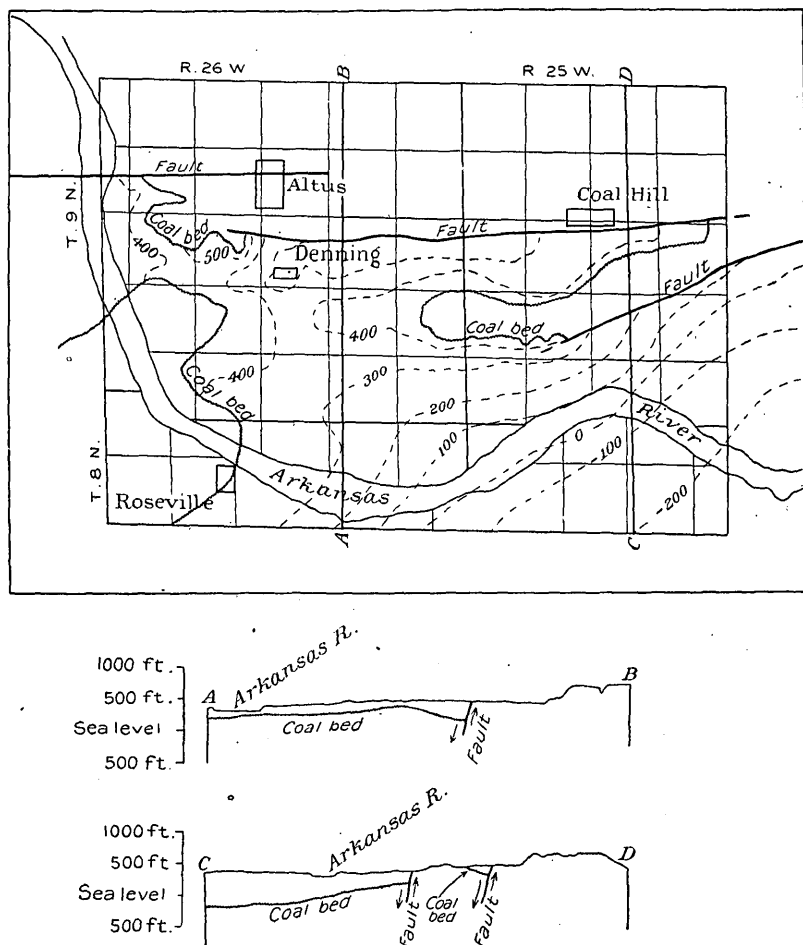 R. 26 W
B
R 25 W.
D
Fault
Altus
Coal Hill
T. 9 N.
Coal bed
Fault
400
500
Denning
Fault
400
Coal bed
400
300
Coal bed
200
100
0
River
100
-200
T. 8 N.
Arkansas
Roseville
A
C
1000 ft.
500 ft.
Sea level
500 ft.
A
Arkansas R.
B
Coal bed
Fault
1000 ft.
500 ft
Sea level
500 ft.
C
Arkansas R.
D
Coal bed
Fault
Coal bed
Fault